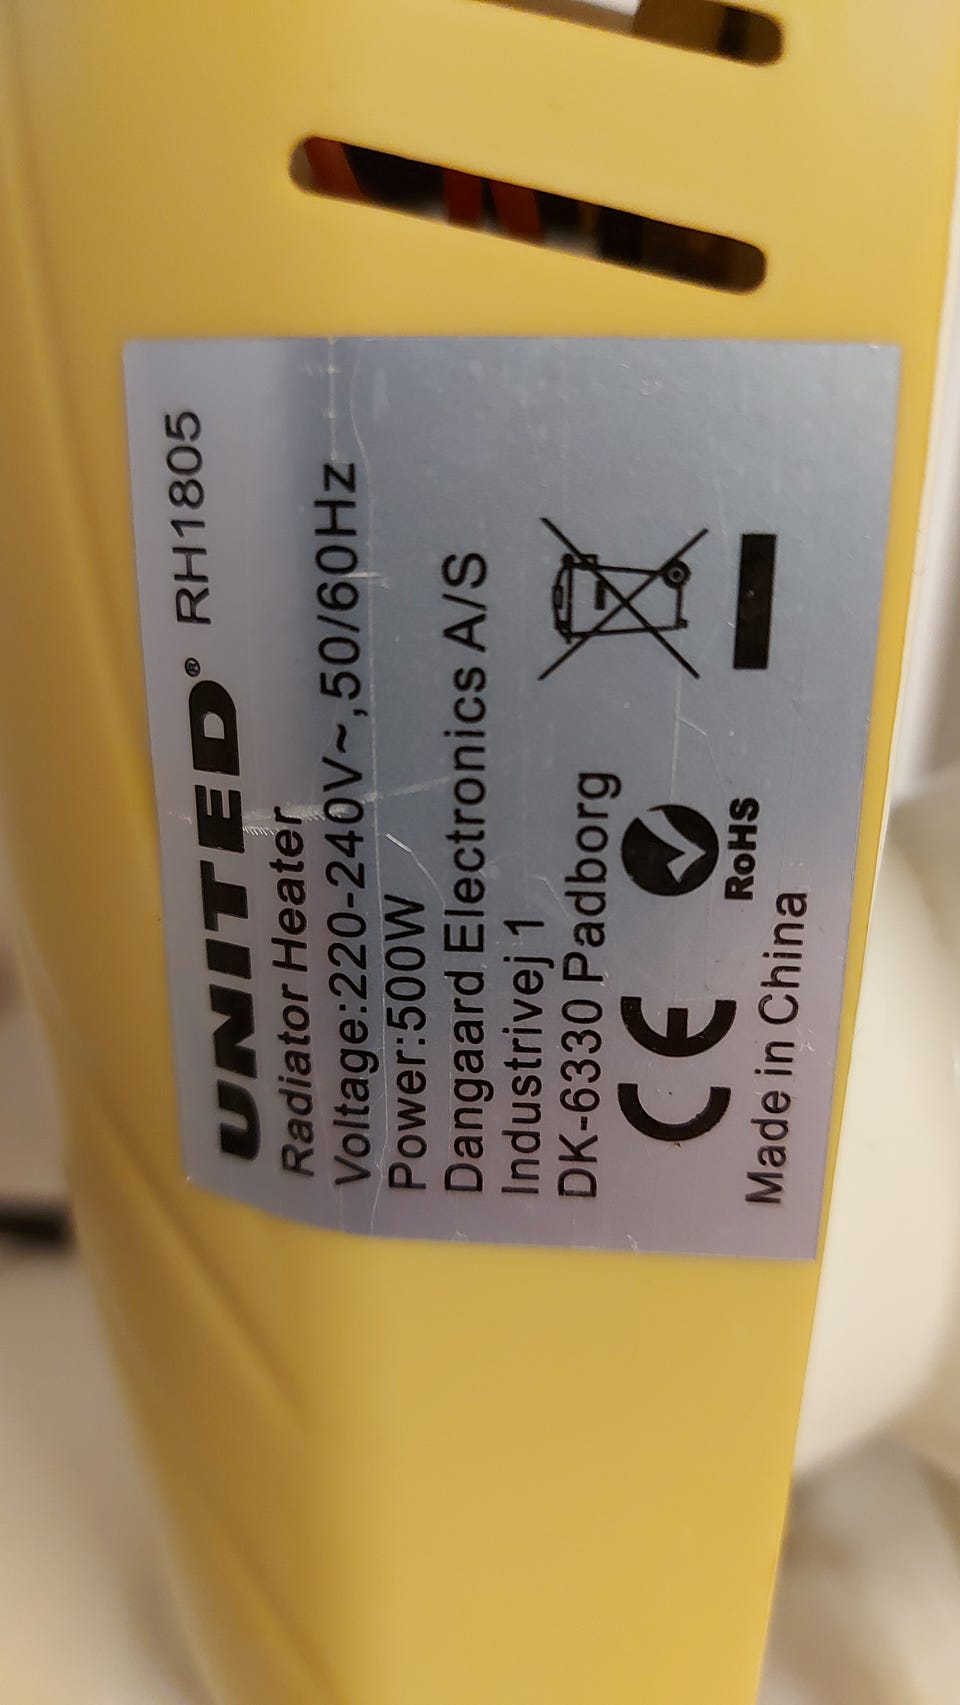 UNITED® RH1805
Radiator Heater
Voltage:220-240V~,50/60Hz
Power:500W
Dangaard Electronics A/S
Industrivej 1
DK-6330 Padborg
CE RoHS
Made in China